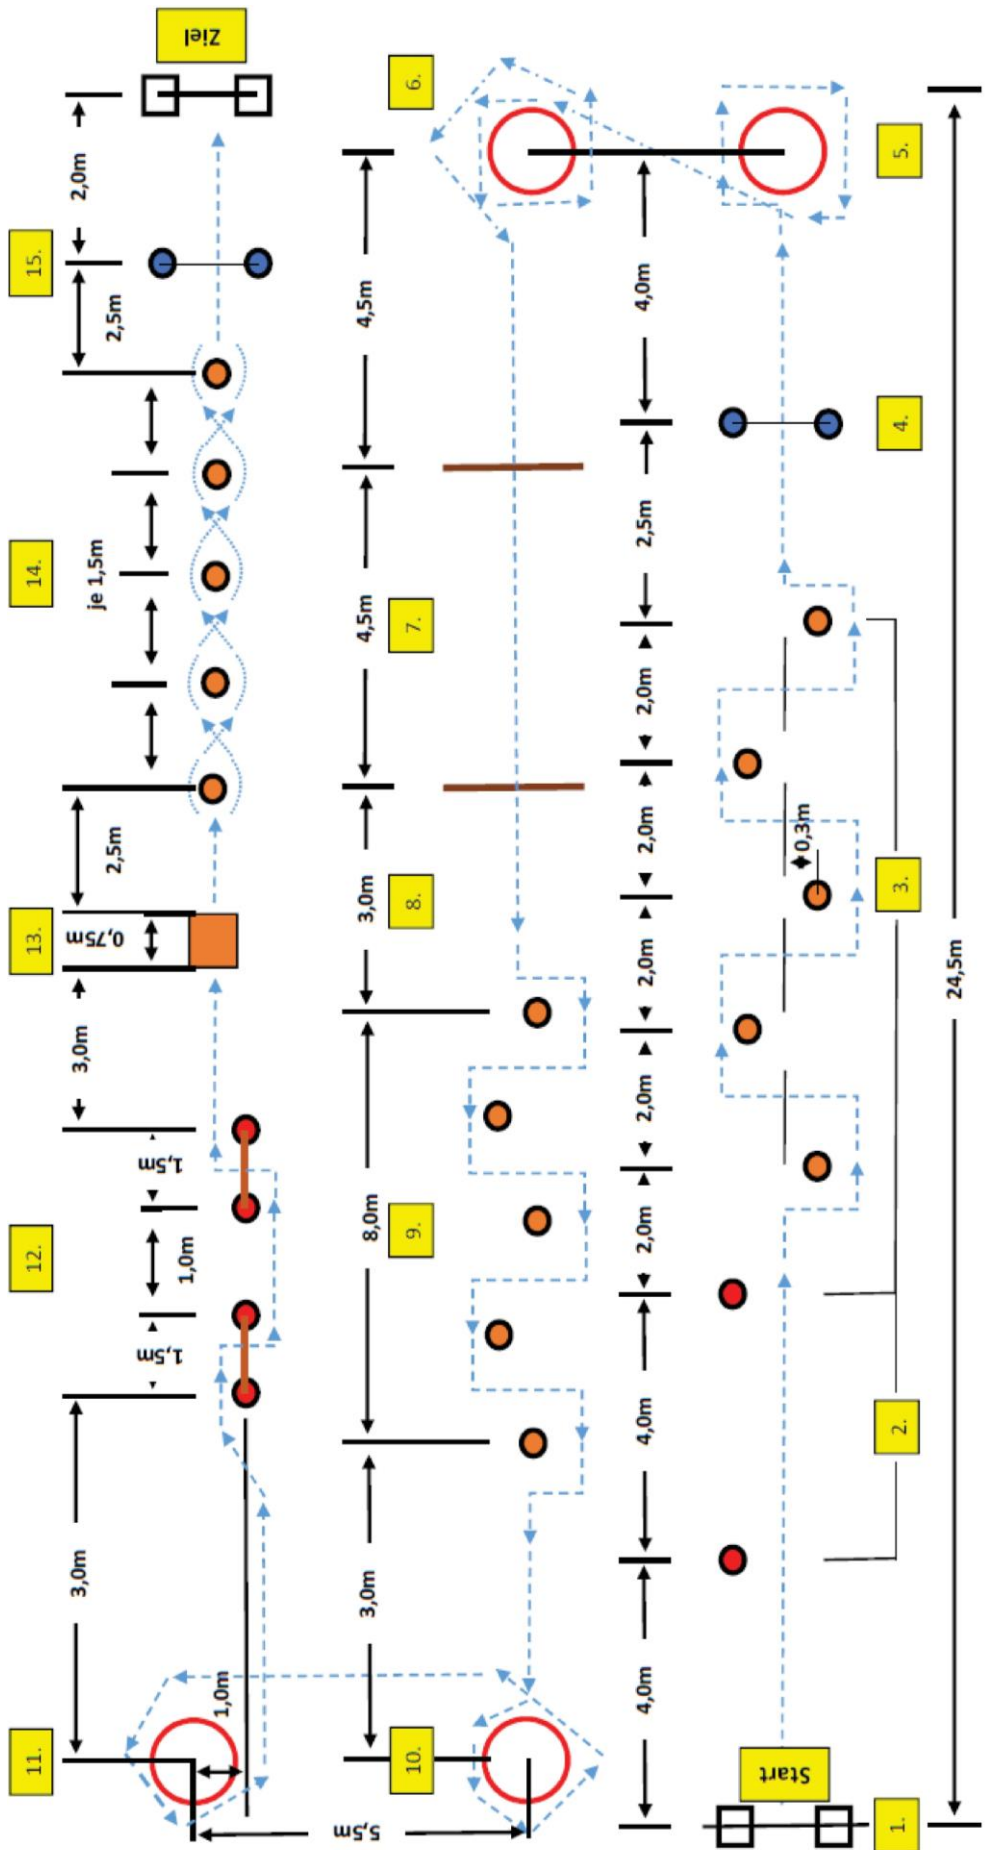 11.
12.
13.
14.
15.
3,0m
1,5m
1,0m
1,5m
3,0m
0,75m
2,5m
je 1,5m
2,5m
2,0m
Ziel
1,0m
5,5m
3,0m
8,0m
3,0m
4,5m
4,5m
10.
9.
8.
7.
6.
4,0m
4,0m
2,0m
2,0m
2,0m
2,0m
2,0m
2,5m
4,0m
Start
0,3m
1.
2.
3.
4.
5.
24,5m